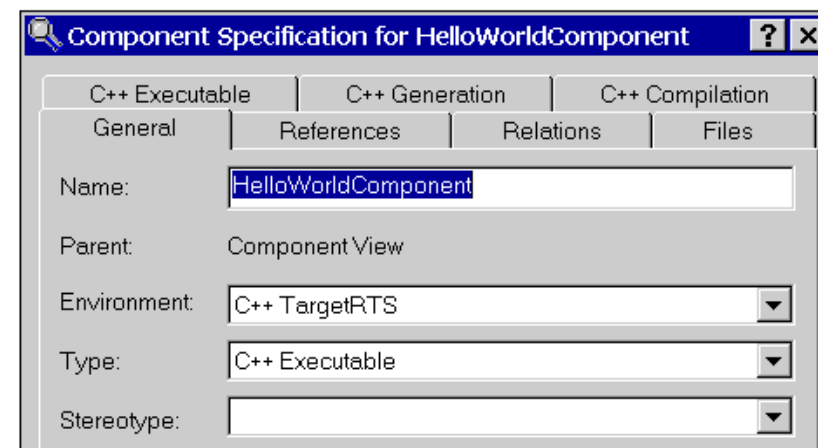 Component Specification for HelloWorldComponent ? ×
C++ Executable C++ Generation C++ Compilation
General References Relations Files
Name: HelloWorldComponent
Parent: Component View
Environment: C++ TargetRTS
Type: C++ Executable
Stereotype: